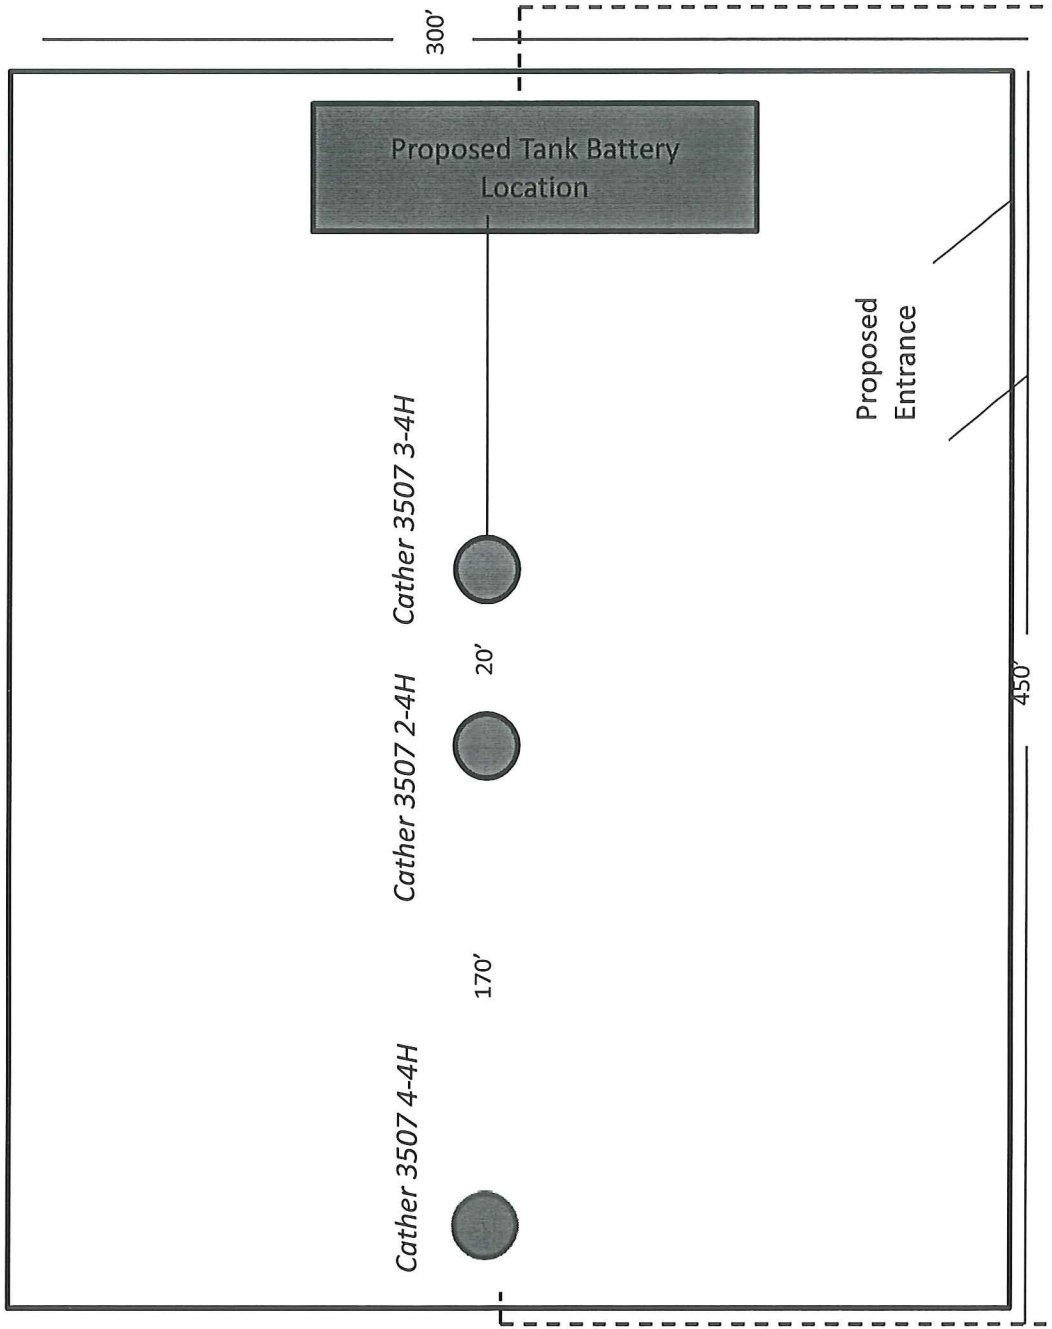 300'
Proposed Tank Battery
Location
Proposed
Entrance
Cather 3507 3-4H
20'
Cather 3507 2-4H
450'
170'
Cather 3507 4-4H